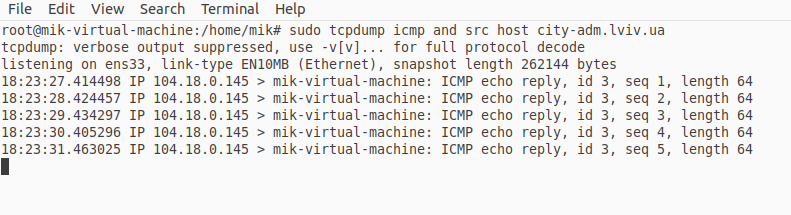 File Edit View Search Terminal Help
root@mik-virtual-machine:/home/mik# sudo tcpdump icmp and src host city-adm.lviv.ua
tcpdump: verbose output suppressed, use -v[v]... for full protocol decode
listening on ens33, link-type EN10MB (Ethernet), snapshot length 262144 bytes
18:23:27.414498 IP 104.18.0.145 > mik-virtual-machine: ICMP echo reply, id 3, seq 1, length 64
18:23:28.424457 IP 104.18.0.145 > mik-virtual-machine: ICMP echo reply, id 3, seq 2, length 64
18:23:29.434297 IP 104.18.0.145 > mik-virtual-machine: ICMP echo reply, id 3, seq 3, length 64
18:23:30.405296 IP 104.18.0.145 > mik-virtual-machine: ICMP echo reply, id 3, seq 4, length 64
18:23:31.463025 IP 104.18.0.145 > mik-virtual-machine: ICMP echo reply, id 3, seq 5, length 64